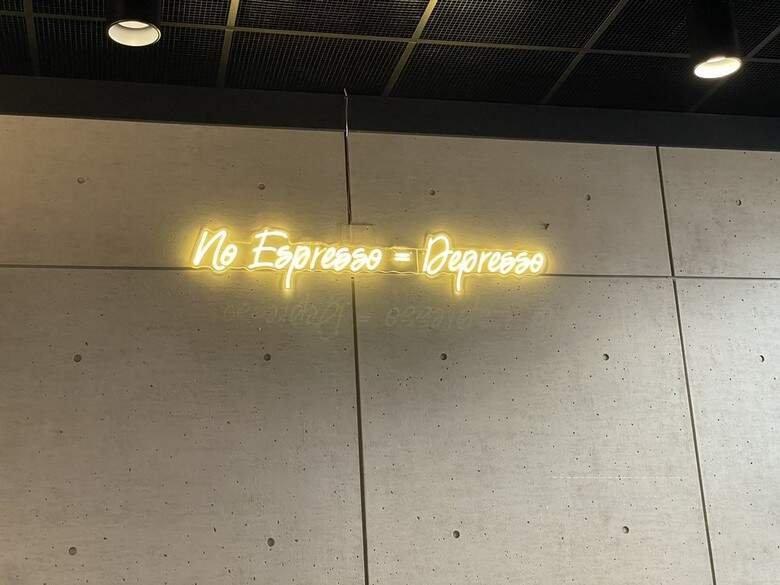 No Espresso = Depresso